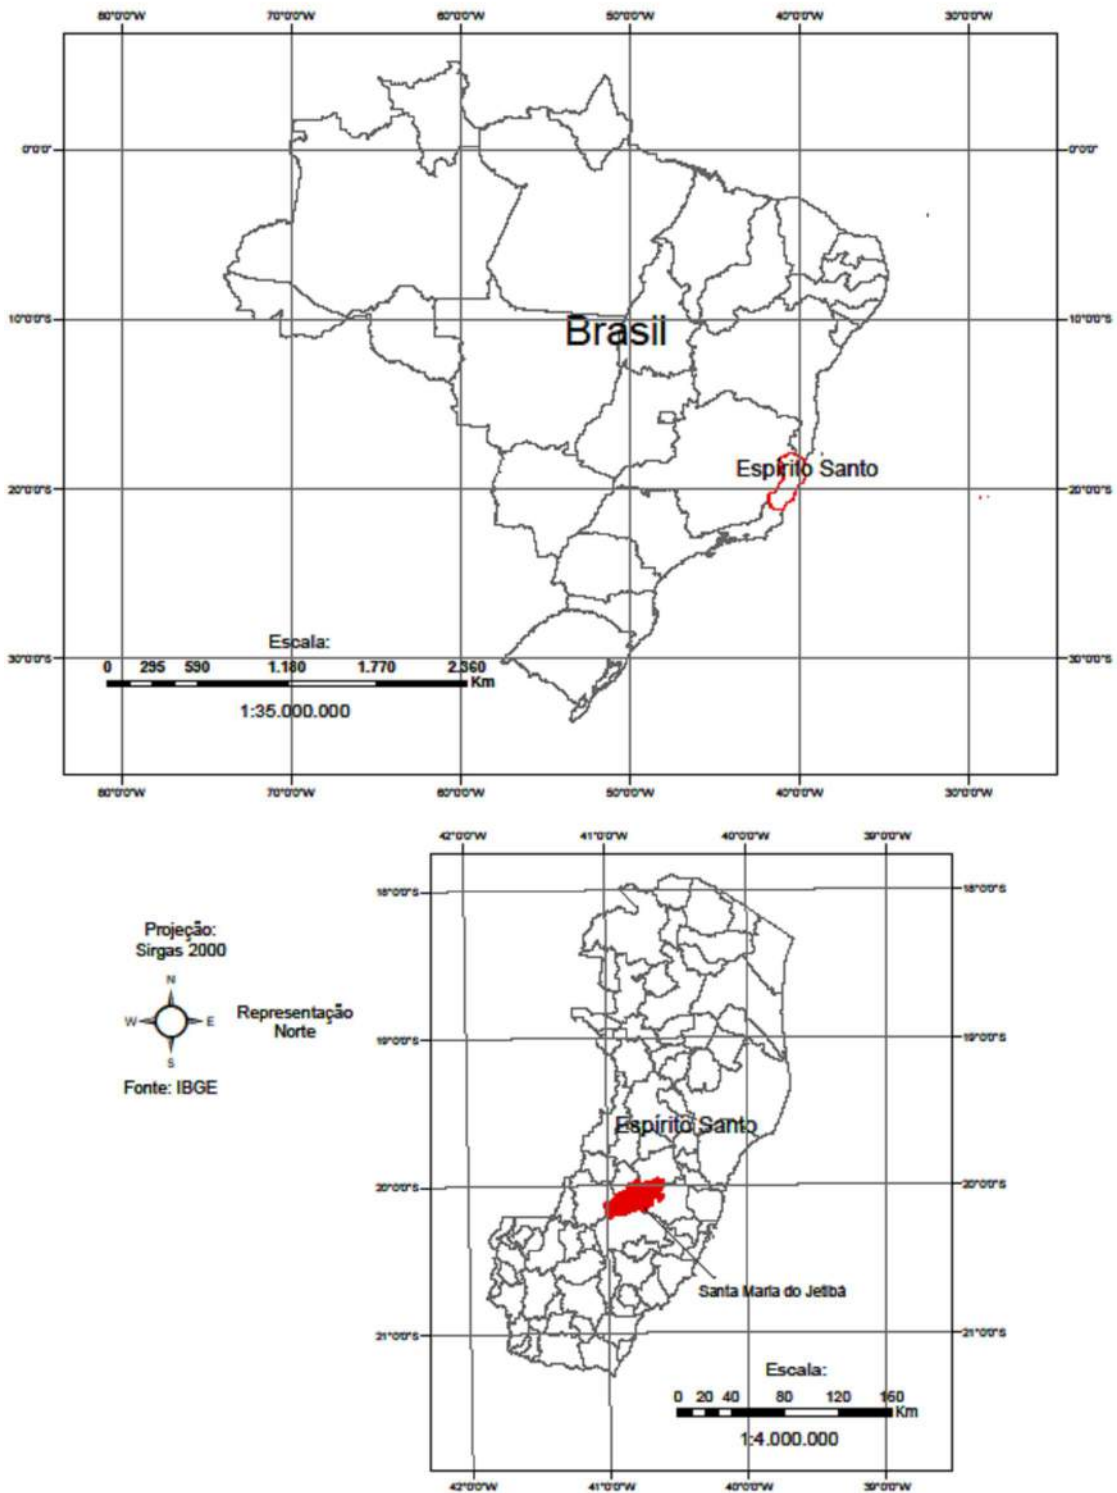 80°0'0"W 70°0'0"W 60°0'0"W 50°0'0"W 40°0'0"W 30°0'0"W
0°0'0" 0°0'0"
Brasil
10°0'0"S 10°0'0"S
Espírito Santo
20°0'0"S 20°0'0"S
Escala:
30°0'0"S 30°0'0"S
0 295 590 1.180 1.770 2.360
Km
1:35.000.000
80°0'0"W 70°0'0"W 60°0'0"W 50°0'0"W 40°0'0"W 30°0'0"W
42°0'0"W 41°0'0"W 40°0'0"W 39°0'0"W
18°0'0"S 18°0'0"S
Projeção:
Sirgas 2000
N
W E
S
Representação
Norte
Fonte: IBGE
19°0'0"S 19°0'0"S
Espírito Santo
20°0'0"S 20°0'0"S
Santa Maria do Jetibá
21°0'0"S 21°0'0"S
Escala:
0 20 40 80 120 160
Km
1:4.000.000
42°0'0"W 41°0'0"W 40°0'0"W 39°0'0"W